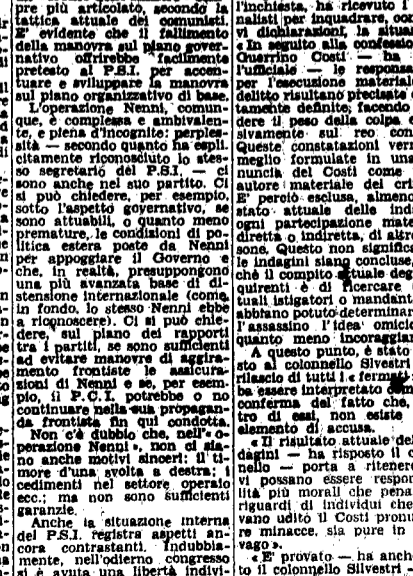 pre più articolato, secondo la
tattica attuale dei comunisti.
E' evidente che il fallimento
della manovra sul piano gover-
nativo offrirebbe facilmente
pretesto al P.S.I. per accen-
tuare e sviluppare la manovra
sul piano organizzativo di base.
L'operazione Nenni, comun-
que, è complessa e ambivalen-
te, e piena d'incognite: perples-
sità — secondo quanto ha espli-
citamente riconosciuto lo stes-
so segretario del P.S.I. — ci
sono anche nel suo partito. Ci
si può chiedere, per esempio,
sotto l'aspetto governativo, se
sono attuabili, o quanto meno
premature, le condizioni di po-
litica estera poste da Nenni
per appoggiare il Governo e
che, in realtà, presuppongono
una più avanzata base di di-
stensione internazionale (come,
in fondo, lo stesso Nenni ebbe
a riconoscere). Ci si può chie-
dere, sul piano dei rapporti
tra i partiti, se sono sufficienti
ad evitare manovre di aggira-
mento frontiste le assicura-
zioni di Nenni e se, per esem-
pio, il P.C.I. potrebbe o no
continuare nella sua propagan-
da frontista fin qui condotta.
Non c'è dubbio che, nell'« o-
perazione Nenni », non ci sia-
no anche motivi sinceri: il ti-
more d'una svolta a destra; i
cedimenti nel settore operaio
ecc.; ma non sono sufficienti
garanzie.
Anche la situazione interna
del P.S.I. registra aspetti an-
cora contrastanti. Indubbia-
mente, nell'odierno congresso
si è avuta una libertà indivi-
l'inchiesta, ha ricevuto i
nalisti per inquadrare, co
vi dichiarazioni, la situa
« In seguito alla confessio
Guerrino Costi — ha
l'ufficiale — le responsa
per l'esecuzione material
delitto risultano precisate
tamente definite, facendo
dere il peso della colpa e
sivamente sul reo con
Queste constatazioni verr
meglio formulate in una
nuncia del Costi come
autore materiale del cri
E' perciò esclusa, almeno
stato attuale delle ind
ogni partecipazione mate
diretta o indiretta, di altre
sone. Questo non significa
le indagini siano concluse,
chè il compito attuale deg
quirenti è di ricercare
tuali istigatori o mandant
abbiano potuto determinar
l'assassino l'idea omici
quanto meno incoraggiar
A questo punto, è stato
sto al colonnello Silvestri
rilascio di tutti i « fermati
ba essere interpretato com
conferma del fatto che,
tro di essi, non esiste
elemento di accusa.
« Il risultato attuale de
dagini — ha risposto il c
nello — porta a ritener
vi possano essere respon
lità più morali che pena
riguardi di individui che
vano udito il Costi pronu
re minacce, sia pure in
vago ».
« E' provato — ha anch
to il colonnello Silvestri —